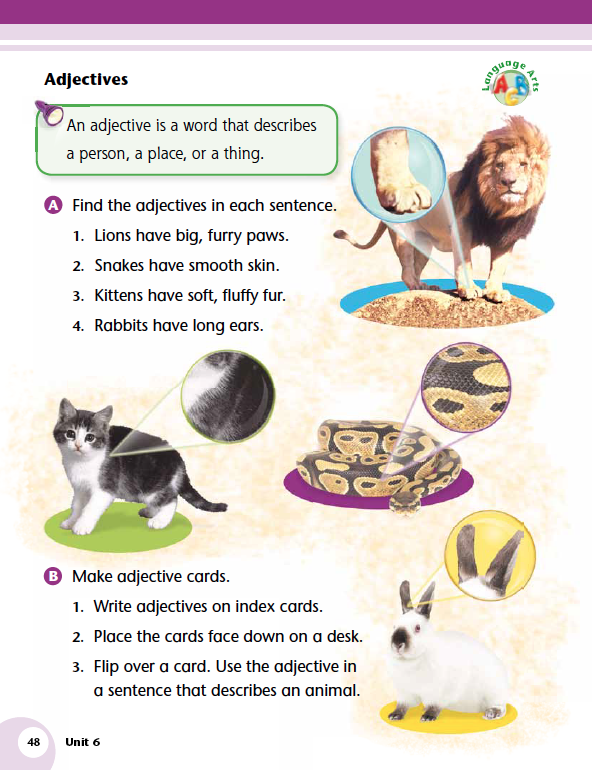 Adjectives
Language Arts
ABC
An adjective is a word that describes
a person, a place, or a thing.
A Find the adjectives in each sentence.
1. Lions have big, furry paws.
2. Snakes have smooth skin.
3. Kittens have soft, fluffy fur.
4. Rabbits have long ears.
B Make adjective cards.
1. Write adjectives on index cards.
2. Place the cards face down on a desk.
3. Flip over a card. Use the adjective in
a sentence that describes an animal.
48 Unit 6